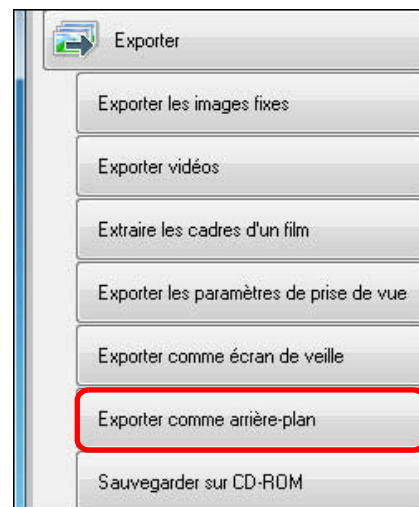 Exporter
Exporter les images fixes
Exporter vidéos
Extraire les cadres d'un film
Exporter les paramètres de prise de vue
Exporter comme écran de veille
Exporter comme arrière-plan
Sauvegarder sur CD-ROM